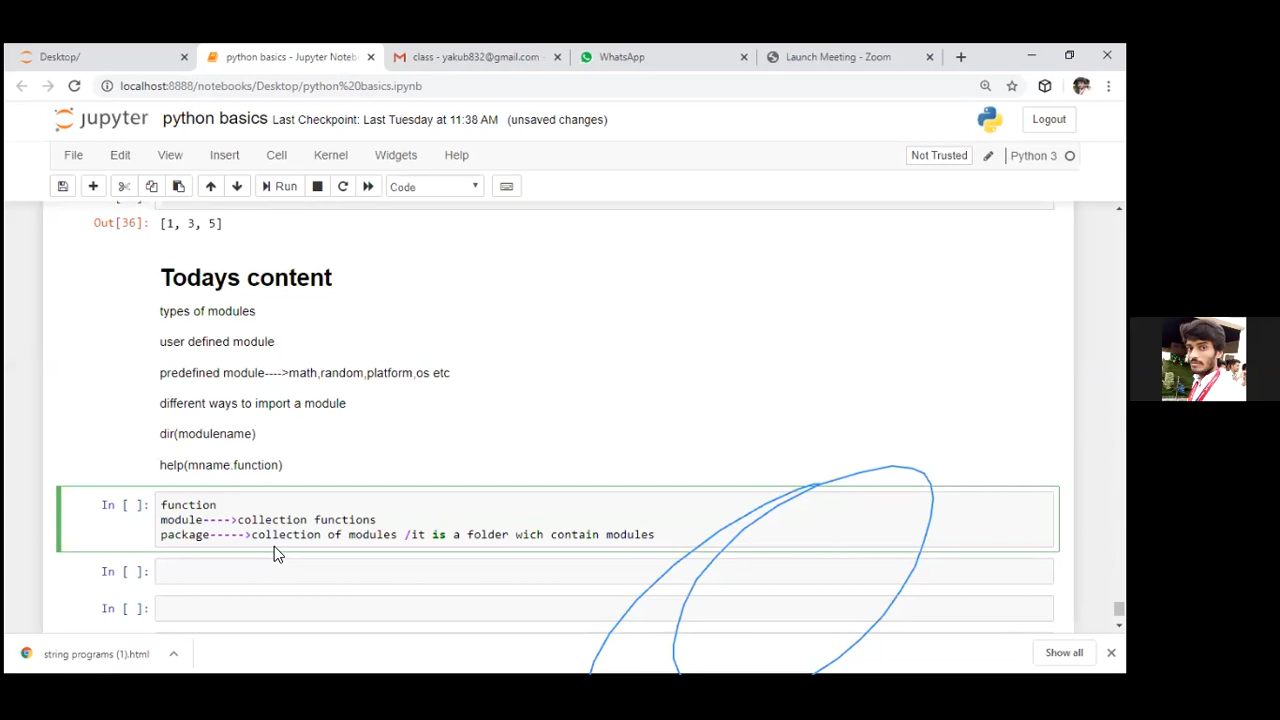 Desktop/
python basics - Jupyter Noteb
class - yakub832@gmail.com
WhatsApp
Launch Meeting - Zoom
localhost:8888/notebooks/Desktop/python%20basics.ipynb
jupyter python basics Last Checkpoint: Last Tuesday at 11:38 AM (unsaved changes)
Logout
File Edit View Insert Cell Kernel Widgets Help
Not Trusted Python 3
Run Code
Out[36]: [1, 3, 5]
Todays content
types of modules
user defined module
predefined module---->math,random,platform,os etc
different ways to import a module
dir(modulename)
help(mname.function)
In [ ]: function
module---->collection functions
package----->collection of modules /it is a folder wich contain modules
In [ ]:
In [ ]:
string programs (1).html
Show all